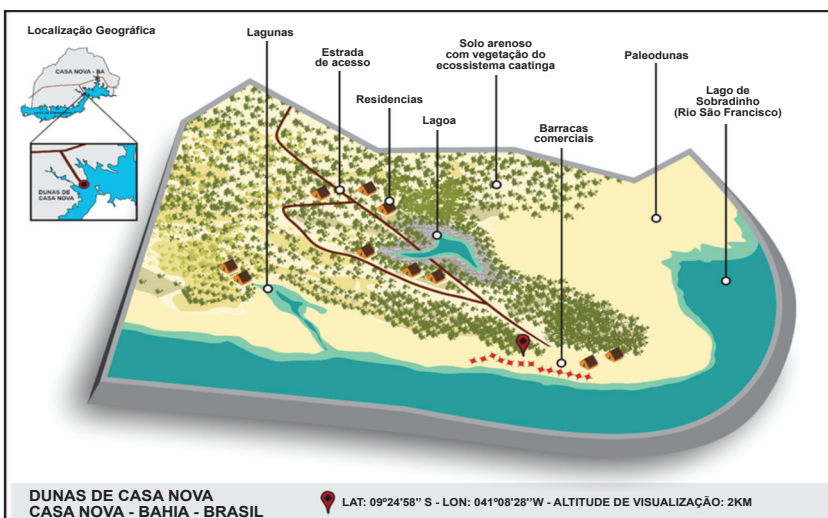 Localização Geográfica
CASA NOVA - BA
DUNAS DE
CASA NOVA
Lagunas
Estrada
de acesso
Residencias
Lagoa
Solo arenoso
com vegetação do
ecossistema caatinga
Barracas
comerciais
Paleodunas
Lago de
Sobradinho
(Rio São Francisco)
DUNAS DE CASA NOVA
CASA NOVA - BAHIA - BRASIL
LAT: 09º24'58'' S - LON: 041º08'28''W - ALTITUDE DE VISUALIZAÇÃO: 2KM